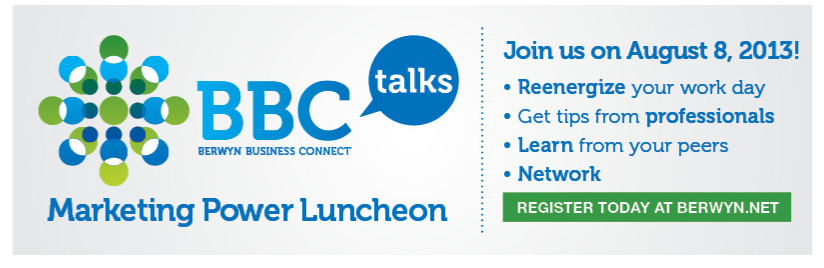 BBC talks
BERWYN BUSINESS CONNECT
Marketing Power Luncheon
Join us on August 8, 2013!
• Reenergize your work day
• Get tips from professionals
• Learn from your peers
• Network
REGISTER TODAY AT BERWYN.NET